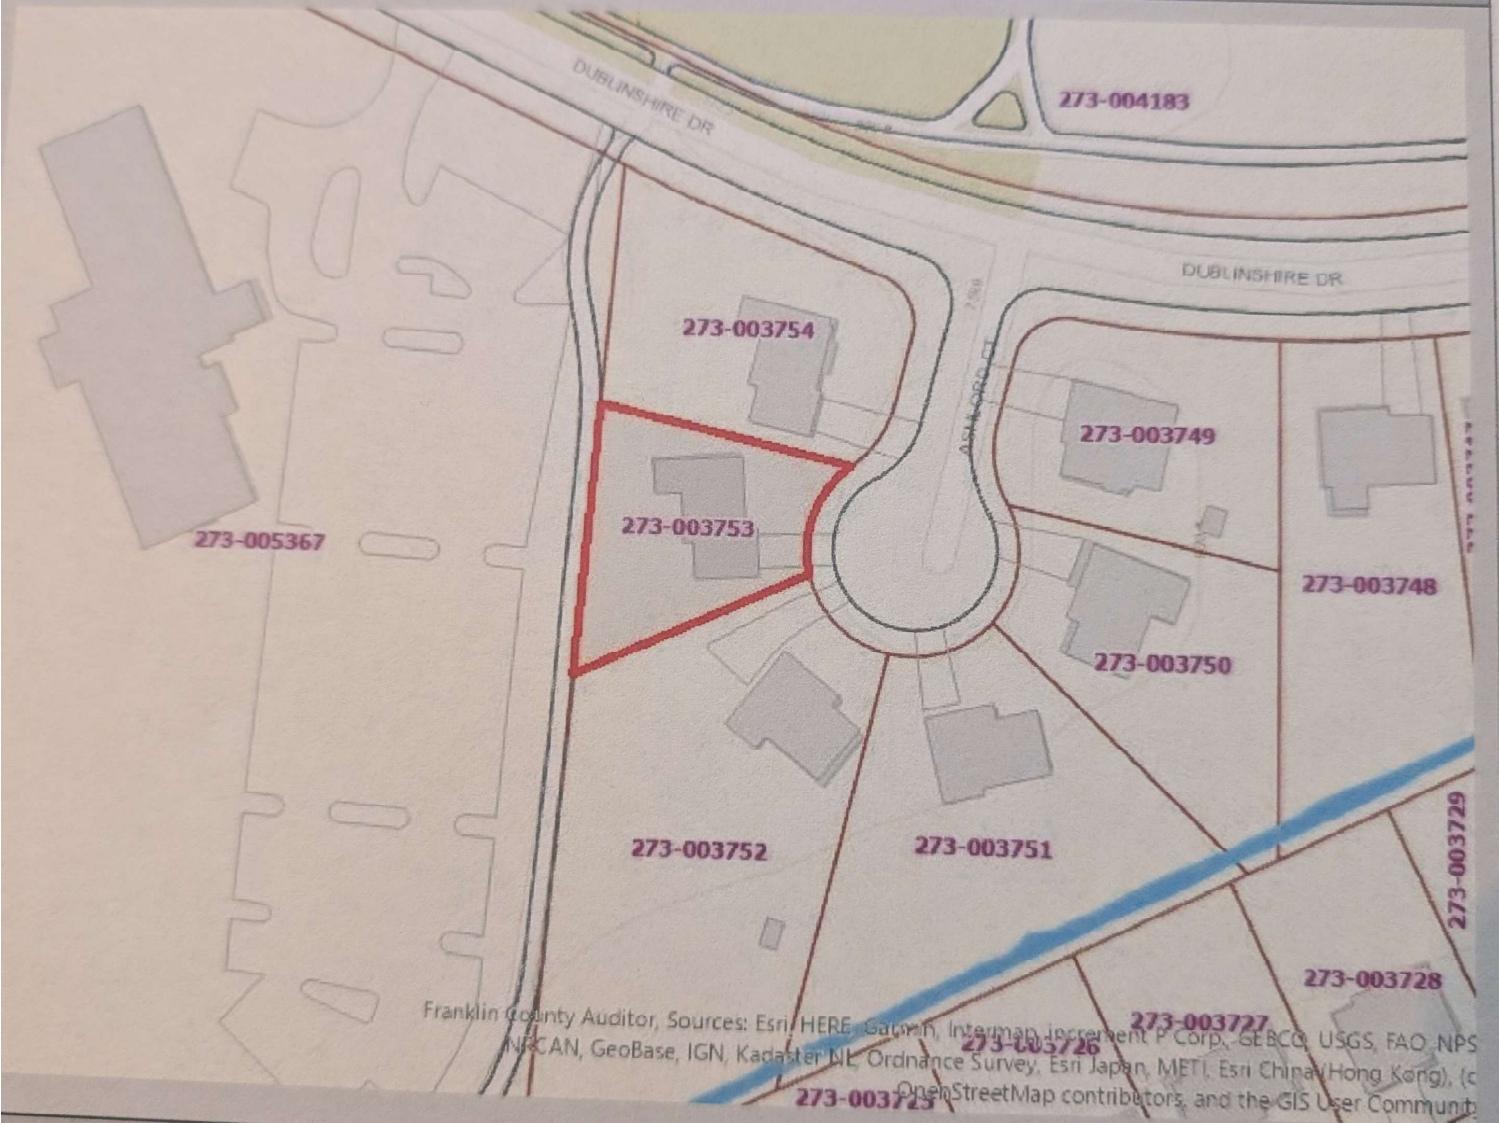 DUBLINSHIRE DR
273-004183
DUBLINSHIRE DR
273-003754
ASHFORD CT
273-003749
273-003753
273-005367
273-003748
273-003750
273-003752
273-003751
273-003729
273-003728
273-003727
273-003726
273-003725
Franklin County Auditor, Sources: Esri, HERE, Garmin, Intermap, increment P Corp., GEBCO, USGS, FAO, NPS
NRCAN, GeoBase, IGN, Kadaster NL, Ordnance Survey, Esri Japan, METI, Esri China (Hong Kong), (c
OpenStreetMap contributors, and the GIS User Communit